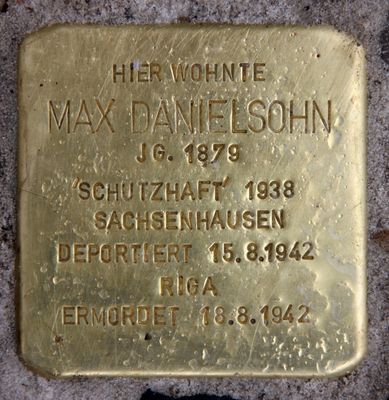 HIER WOHNTE
MAX DANIELSOHN
JG. 1879
'SCHUTZHAFT' 1938
SACHSENHAUSEN
DEPORTIERT 15.8.1942
RIGA
ERMORDET 18.8.1942